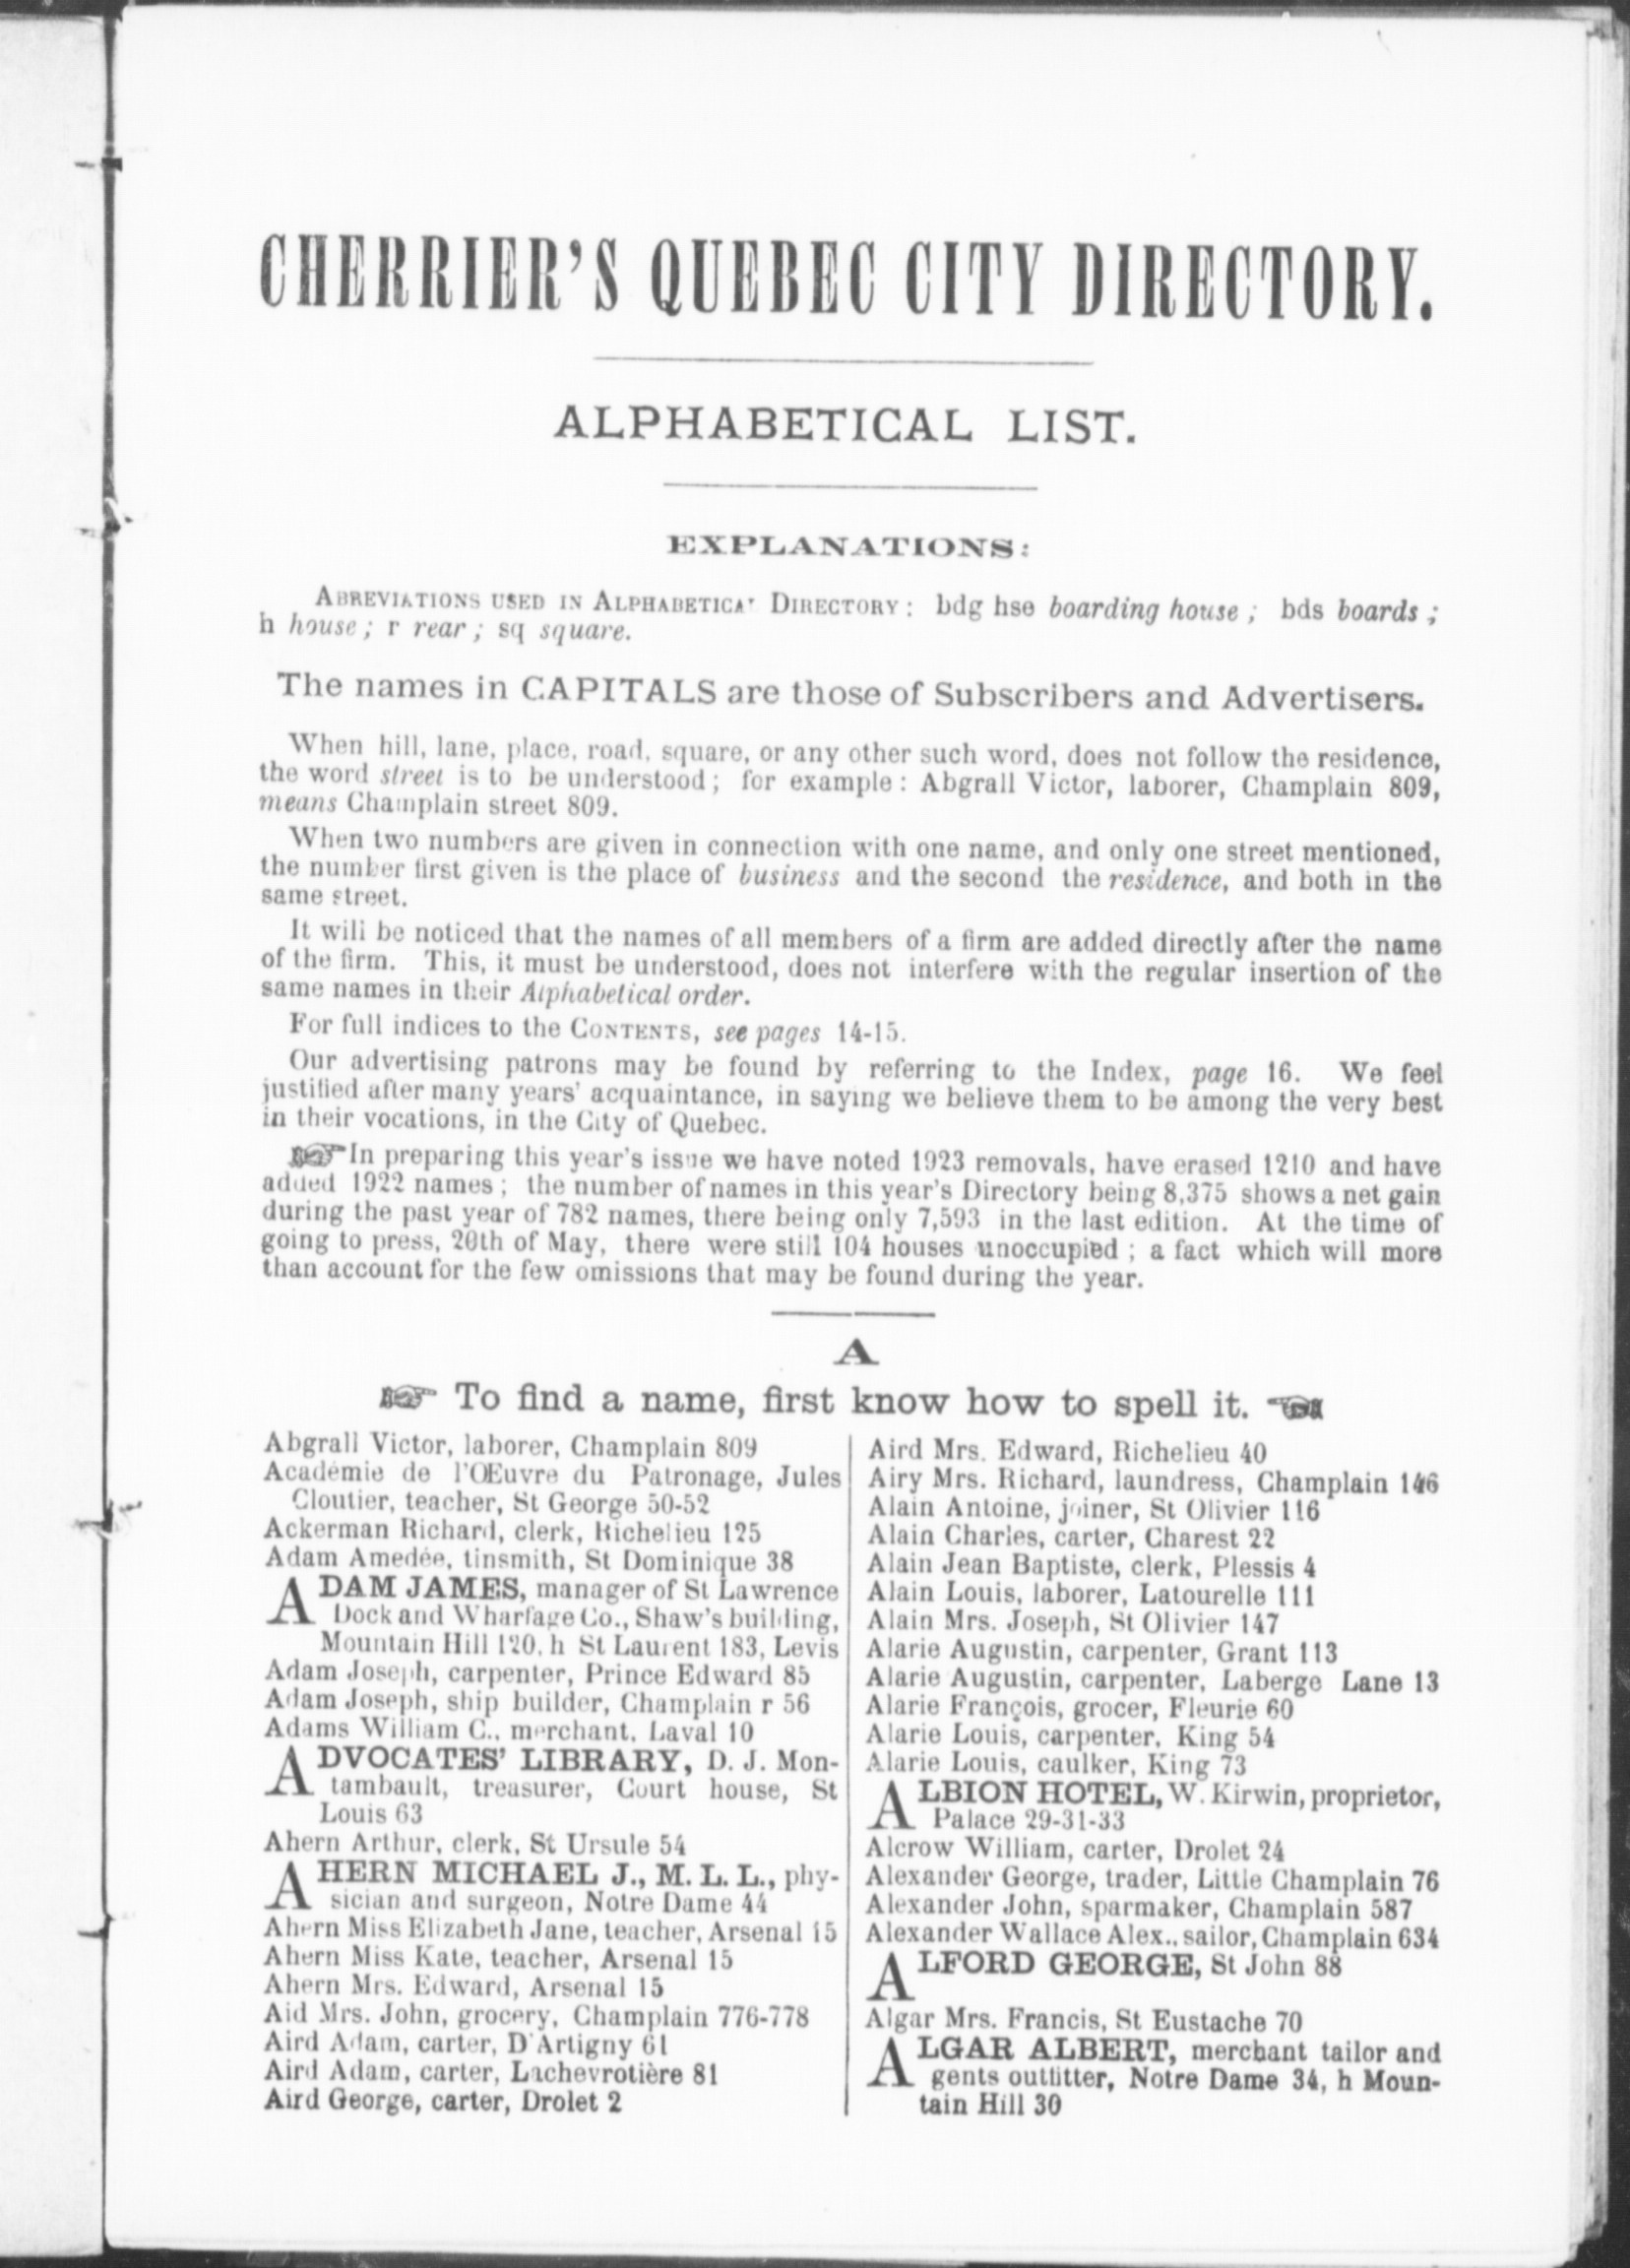 CHERRIER'S QUEBEC CITY DIRECTORY.
ALPHABETICAL LIST.
EXPLANATIONS:
ABREVIATIONS USED IN ALPHABETICA' DIRECTORY: bdg hse boarding house; bds boards;
h house; r rear; sq square.
The names in CAPITALS are those of Subscribers and Advertisers.
When hill, lane, place, road, square, or any other such word, does not follow the residence,
the word street is to be understood; for example: Abgrall Victor, laborer, Champlain 809,
means Champlain street 809.
When two numbers are given in connection with one name, and only one street mentioned,
the number first given is the place of business and the second the residence, and both in the
same street.
It will be noticed that the names of all members of a firm are added directly after the name
of the firm. This, it must be understood, does not interfere with the regular insertion of the
same names in their Alphabetical order.
For full indices to the CONTENTS, see pages 14-15.
Our advertising patrons may be found by referring to the Index, page 16. We feel
justified after many years' acquaintance, in saying we believe them to be among the very best
in their vocations, in the City of Quebec.
☞In preparing this year's issue we have noted 1923 removals, have erased 1210 and have
added 1922 names; the number of names in this year's Directory being 8,375 shows a net gain
during the past year of 782 names, there being only 7,593 in the last edition. At the time of
going to press, 20th of May, there were still 104 houses unoccupied; a fact which will more
than account for the few omissions that may be found during the year.
A
☞ To find a name, first know how to spell it. ☜
Abgrall Victor, laborer, Champlain 809
Académie de l'Œuvre du Patronage, Jules
Cloutier, teacher, St George 50-52
Ackerman Richard, clerk, Richelieu 125
Adam Amedée, tinsmith, St Dominique 38
ADAM JAMES, manager of St Lawrence
Dock and Wharfage Co., Shaw's building,
Mountain Hill 120, h St Laurent 183, Levis
Adam Joseph, carpenter, Prince Edward 85
Adam Joseph, ship builder, Champlain r 56
Adams William C., merchant, Laval 10
ADVOCATES' LIBRARY, D. J. Mon-
tambault, treasurer, Court house, St
Louis 63
Ahern Arthur, clerk, St Ursule 54
AHERN MICHAEL J., M. L. L., phy-
sician and surgeon, Notre Dame 44
Ahern Miss Elizabeth Jane, teacher, Arsenal 15
Ahern Miss Kate, teacher, Arsenal 15
Ahern Mrs. Edward, Arsenal 15
Aid Mrs. John, grocery, Champlain 776-778
Aird Adam, carter, D'Artigny 61
Aird Adam, carter, Lachevrotière 81
Aird George, carter, Drolet 2
Aird Mrs. Edward, Richelieu 40
Airy Mrs. Richard, laundress, Champlain 146
Alain Antoine, joiner, St Olivier 116
Alain Charles, carter, Charest 22
Alain Jean Baptiste, clerk, Plessis 4
Alain Louis, laborer, Latourelle 111
Alain Mrs. Joseph, St Olivier 147
Alarie Augustin, carpenter, Grant 113
Alarie Augustin, carpenter, Laberge Lane 13
Alarie François, grocer, Fleurie 60
Alarie Louis, carpenter, King 54
Alarie Louis, caulker, King 73
ALBION HOTEL, W. Kirwin, proprietor,
Palace 29-31-33
Alcrow William, carter, Drolet 24
Alexander George, trader, Little Champlain 76
Alexander John, sparmaker, Champlain 587
Alexander Wallace Alex., sailor, Champlain 634
ALFORD GEORGE, St John 88
Algar Mrs. Francis, St Eustache 70
ALGAR ALBERT, merchant tailor and
gents outfitter, Notre Dame 34, h Moun-
tain Hill 30